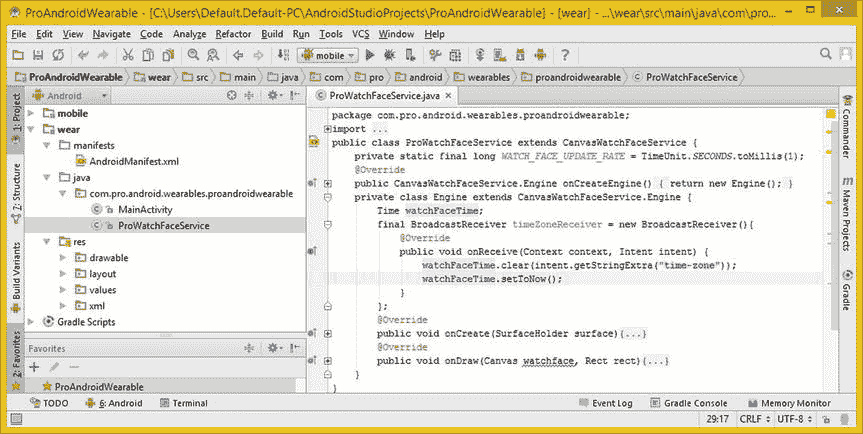 ProAndroidWearable - [C:\Users\Default.Default-PC\AndroidStudioProjects\ProAndroidWearable] - [wear] - ...\wear\src\main\java\com\pro...
File Edit View Navigate Code Analyze Refactor Build Run Tools VCS Window Help
mobile
ProAndroidWearable wear src main java com pro android wearables proandroidwearable ProWatchFaceService
1: Project
7: Structure
Build Variants
2: Favorites
Android
mobile
wear
manifests
AndroidManifest.xml
java
com.pro.android.wearables.proandroidwearable
MainActivity
ProWatchFaceService
res
drawable
layout
values
xml
Gradle Scripts
Favorites
ProAndroidWearable
ProWatchFaceService.java
package com.pro.android.wearables.proandroidwearable;
import ...
public class ProWatchFaceService extends CanvasWatchFaceService {
private static final long WATCH_FACE_UPDATE_RATE = TimeUnit.SECONDS.toMillis(1);
@Override
public CanvasWatchFaceService.Engine onCreateEngine() { return new Engine(); }
private class Engine extends CanvasWatchFaceService.Engine {
Time watchFaceTime;
final BroadcastReceiver timeZoneReceiver = new BroadcastReceiver(){
@Override
public void onReceive(Context context, Intent intent) {
watchFaceTime.clear(intent.getStringExtra("time-zone"));
watchFaceTime.setToNow();
}
};
@Override
public void onCreate(SurfaceHolder surface){...}
@Override
public void onDraw(Canvas watchface, Rect rect){...}
}
}
Commander
Maven Projects
Gradle
TODO 6: Android Terminal Event Log Gradle Console Memory Monitor
29:17 CRLF UTF-8